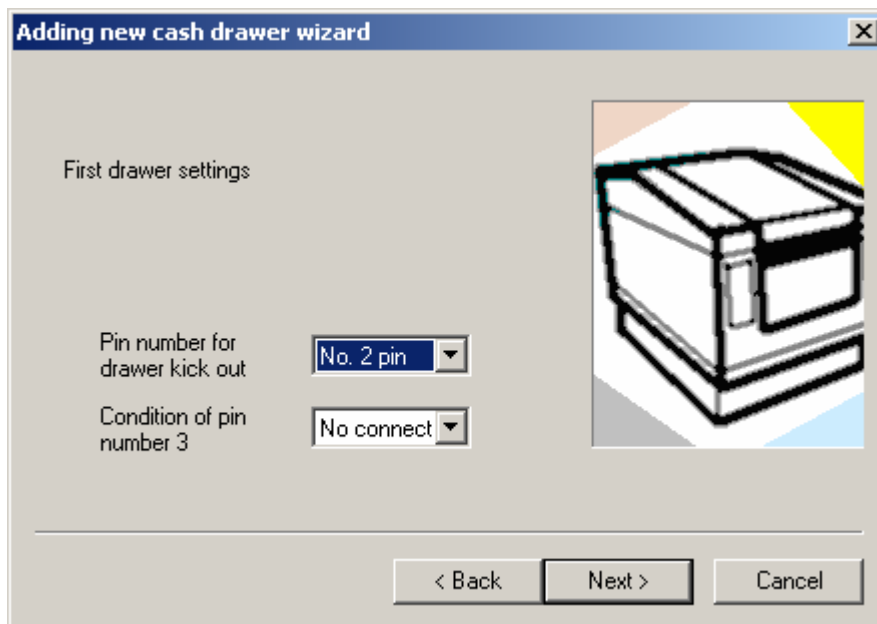 Adding new cash drawer wizard
First drawer settings
Pin number for
drawer kick out
No. 2 pin
Condition of pin
number 3
No connect
< Back
Next >
Cancel